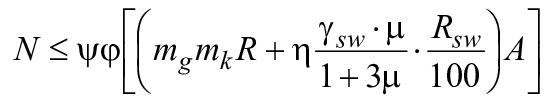 N ≤ ψφ[(m_g m_k R + η (γ_sw · μ)/(1 + 3μ) · R_sw/100) A]